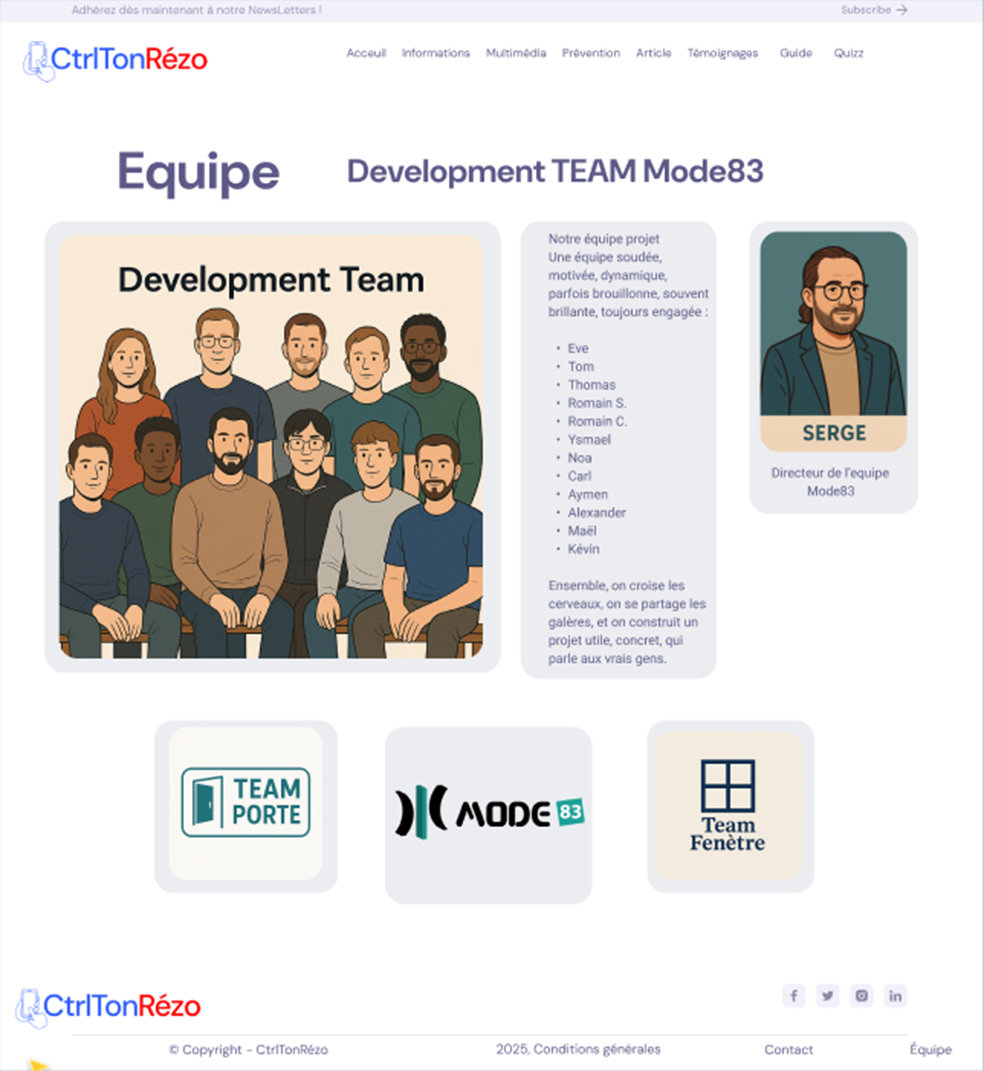 Adhérez dès maintenant à notre NewsLetters !
Subscribe
CtrlTonRézo
Acceuil Informations Multimédia Prévention Article Témoignages Guide Quizz
Equipe
Development TEAM Mode83
Development Team
Notre équipe projet
Une équipe soudée,
motivée, dynamique,
parfois brouillonne, souvent
brillante, toujours engagée :
• Eve
• Tom
• Thomas
• Romain S.
• Romain C.
• Ysmael
• Noa
• Carl
• Aymen
• Alexander
• Maël
• Kévin
Ensemble, on croise les
cerveaux, on se partage les
galères, et on construit un
projet utile, concret, qui
parle aux vrais gens.
SERGE
Directeur de l'equipe
Mode83
TEAM
PORTE
MODE 83
Team
Fenètre
CtrlTonRézo
© Copyright - CtrlTonRézo
2025, Conditions générales
Contact
Équipe